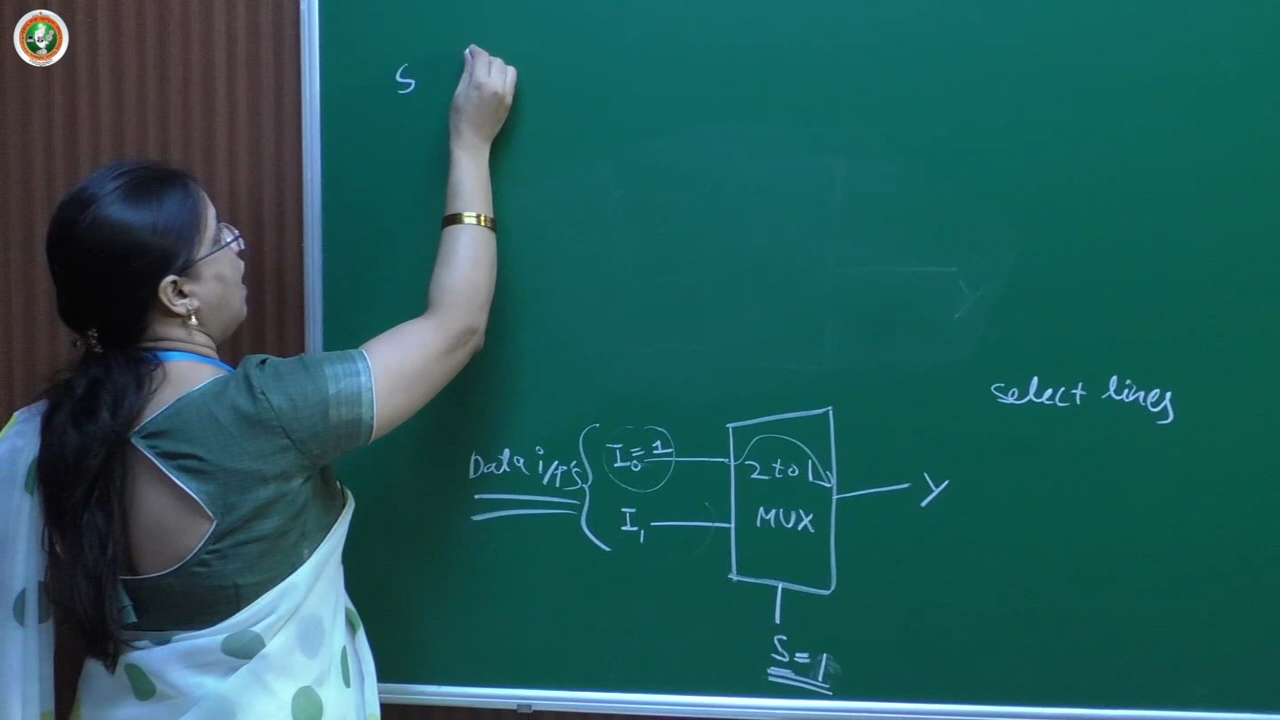 S
select lines
Data i/p's { I₀ = 1
2 to 1
I₁
MUX
Y
S = 1